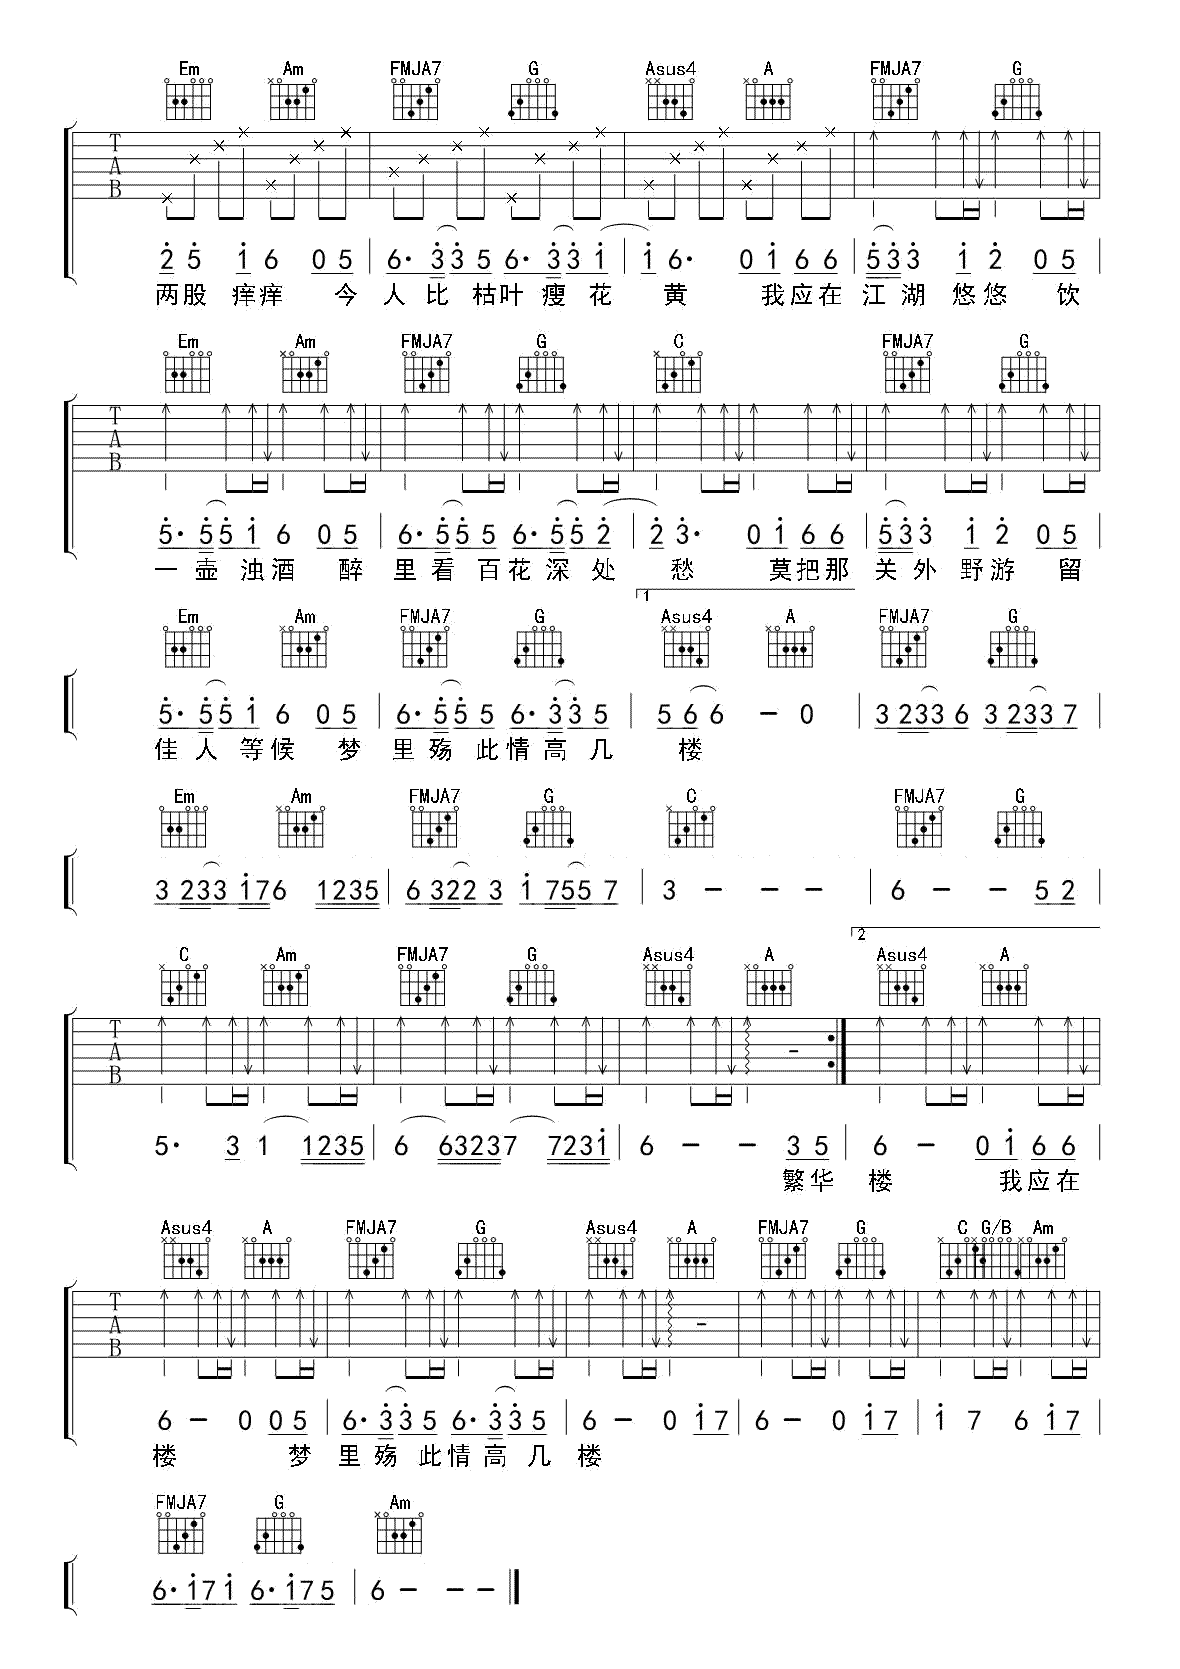 Em Am FMJA7 G Asus4 A FMJA7 G
T A B
2 5 1 6 0 5 | 6· 3 3 5 6· 3 3 1 | 1 6· 0 1 6 6 | 5 3 3 1 2 0 5 |
两股 痒痒 今 人比 枯叶瘦花 黄 我应在江湖悠悠 饮
Em Am FMJA7 G C FMJA7 G
T A B
5· 5 5 1 6 0 5 | 6· 5 5 5 6· 5 5 2 | 2 3· 0 1 6 6 | 5 3 3 1 2 0 5 |
一壶浊酒 醉 里看百花深处 愁 莫把那 关外野游 留
1
Em Am FMJA7 G Asus4 A FMJA7 G
5· 5 5 1 6 0 5 | 6· 5 5 5 6· 3 3 5 | 5 6 6 － 0 | 3 2 3 3 6 3 2 3 3 7 |
佳人等候 梦 里殇此情高几 楼
Em Am FMJA7 G C FMJA7 G
3 2 3 3 1 7 6 1 2 3 5 | 6 3 2 2 3 1 7 5 5 7 | 3 － － － | 6 － － 5 2 |
2
C Am FMJA7 G Asus4 A Asus4 A
T A B
5· 3 1 1 2 3 5 | 6 6 3 2 3 7 7 2 3 1 | 6 － － 3 5 | 6 － 0 1 6 6 |
繁华 楼 我应在
Asus4 A FMJA7 G Asus4 A FMJA7 G C G/B Am
T A B
6 － 0 0 5 | 6· 3 3 5 6· 3 3 5 | 6 － 0 1 7 | 6 － 0 1 7 | 1 7 6 1 7 |
楼 梦 里殇此情高几 楼
FMJA7 G Am
6· 1 7 1 6· 1 7 5 | 6 － － －